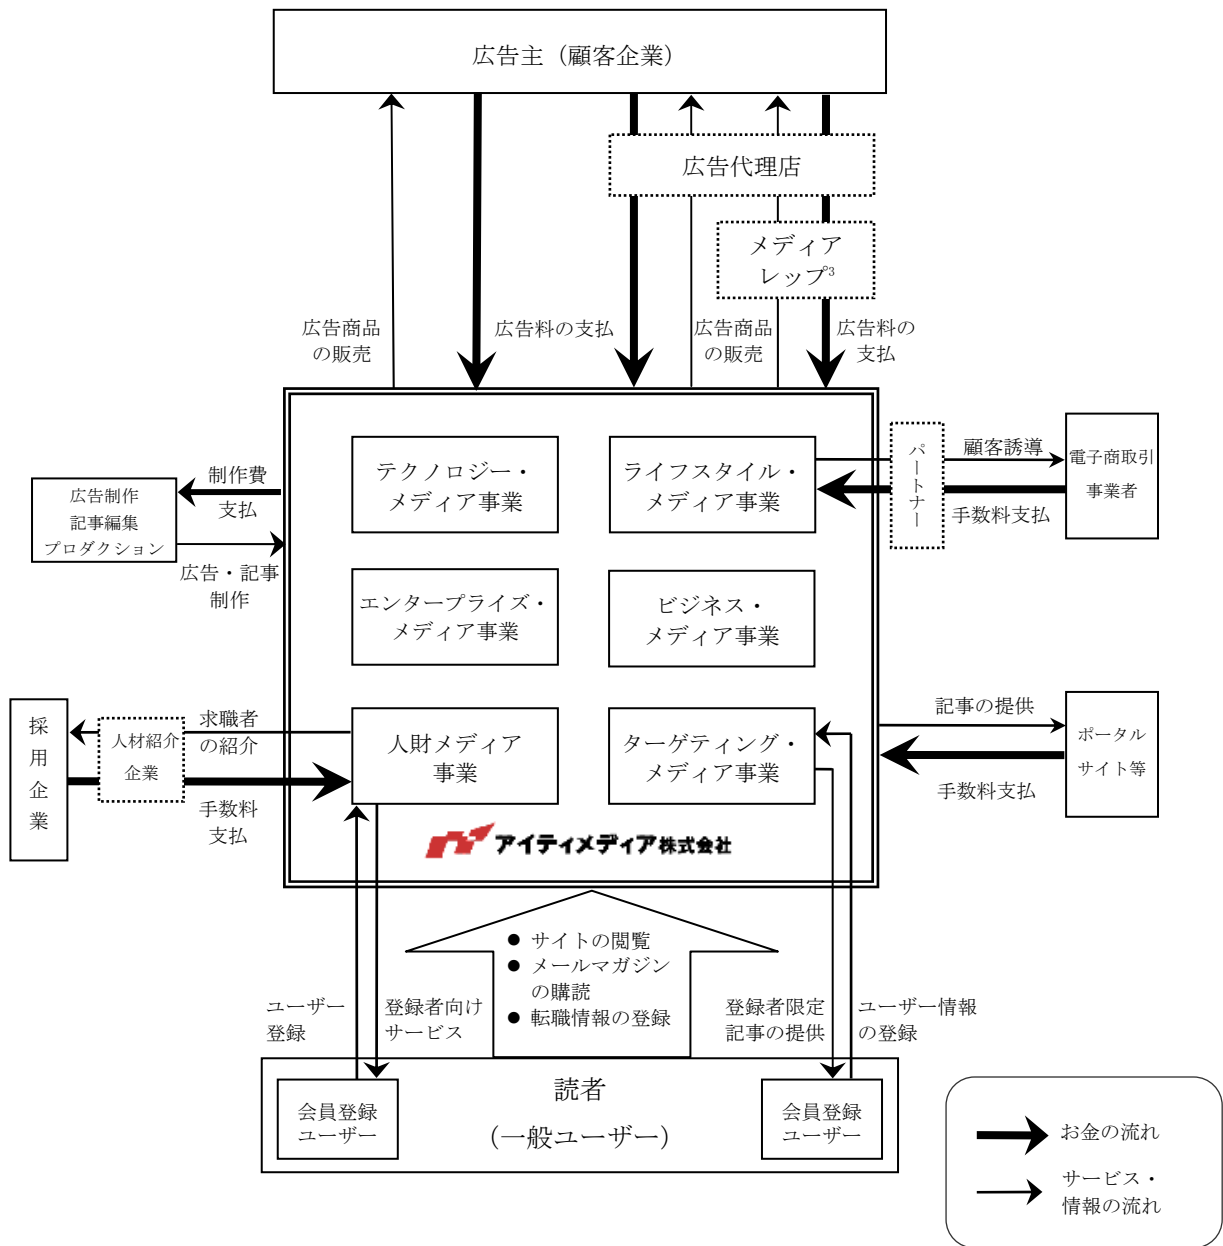 広告主（顧客企業）
広告代理店
メディア
レップ³
広告商品
の販売
広告料の支払
広告商品
の販売
広告料の
支払
テクノロジー・
メディア事業
ライフスタイル・
メディア事業
パートナー
顧客誘導
手数料支払
電子商取引
事業者
制作費
支払
広告制作
記事編集
プロダクション
広告・記事
制作
エンタープライズ・
メディア事業
ビジネス・
メディア事業
採用企業
人材紹介
企業
求職者
の紹介
手数料
支払
人財メディア
事業
ターゲティング・
メディア事業
記事の提供
手数料支払
ポータル
サイト等
アイティメディア株式会社
● サイトの閲覧
● メールマガジン
の購読
● 転職情報の登録
ユーザー
登録
登録者向け
サービス
登録者限定
記事の提供
ユーザー情報
の登録
読者
（一般ユーザー）
会員登録
ユーザー
会員登録
ユーザー
お金の流れ
サービス・
情報の流れ